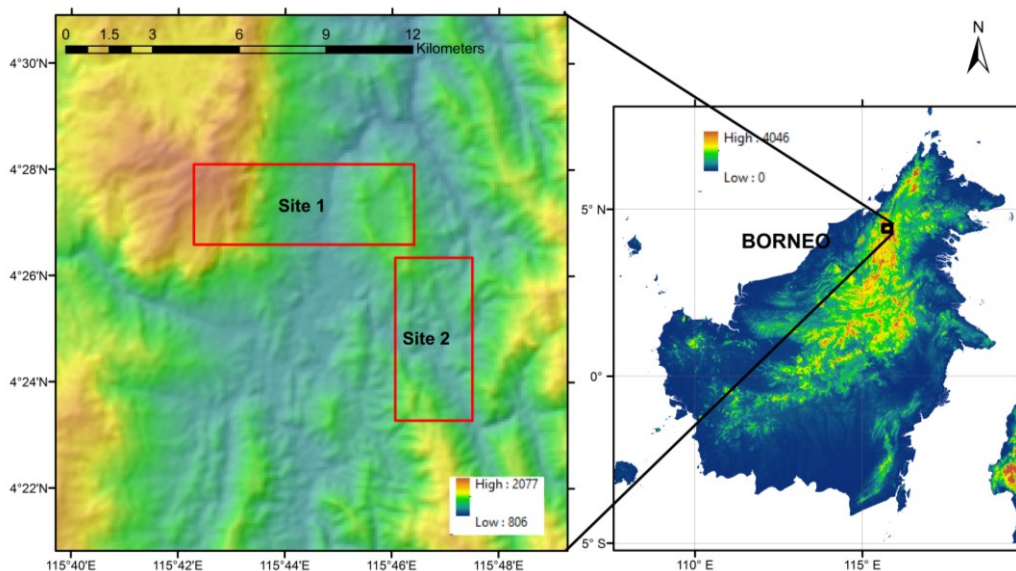 0 1.5 3 6 9 12
Kilometers
4°30'N
4°28'N
4°26'N
4°24'N
4°22'N
115°40'E 115°42'E 115°44'E 115°46'E 115°48'E
Site 1
Site 2
High : 2077
Low : 806
N
High : 4046
Low : 0
5°N
BORNEO
0°
5° S
110° E 115° E